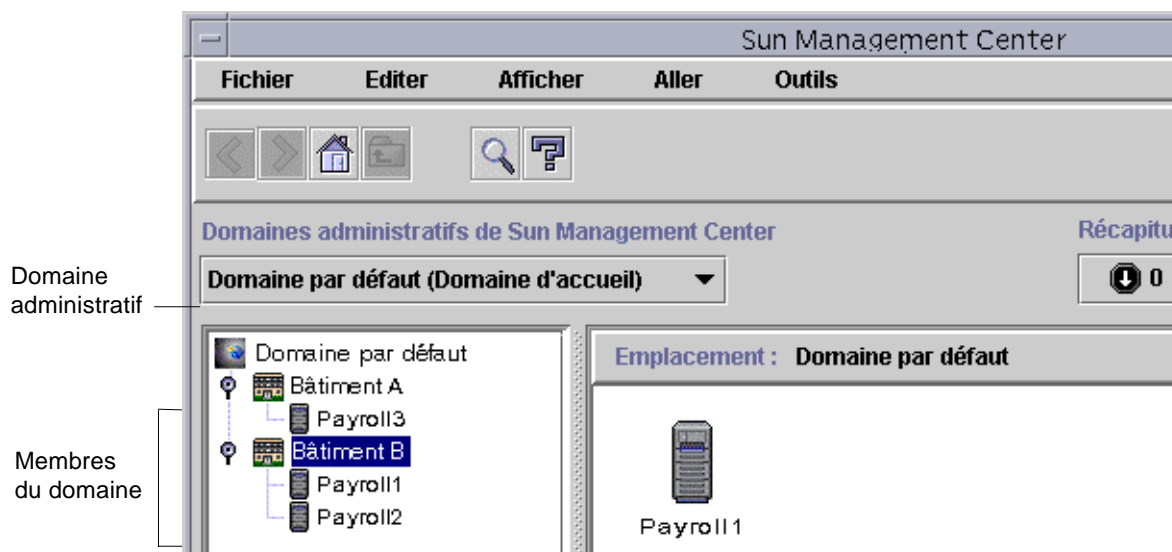 Sun Management Center
Fichier Editer Afficher Aller Outils
Domaines administratifs de Sun Management Center
Récapitu
Domaine par défaut (Domaine d'accueil)
0
Domaine
administratif
Domaine par défaut
Bâtiment A
Payroll3
Bâtiment B
Payroll1
Payroll2
Membres
du domaine
Emplacement : Domaine par défaut
Payroll1